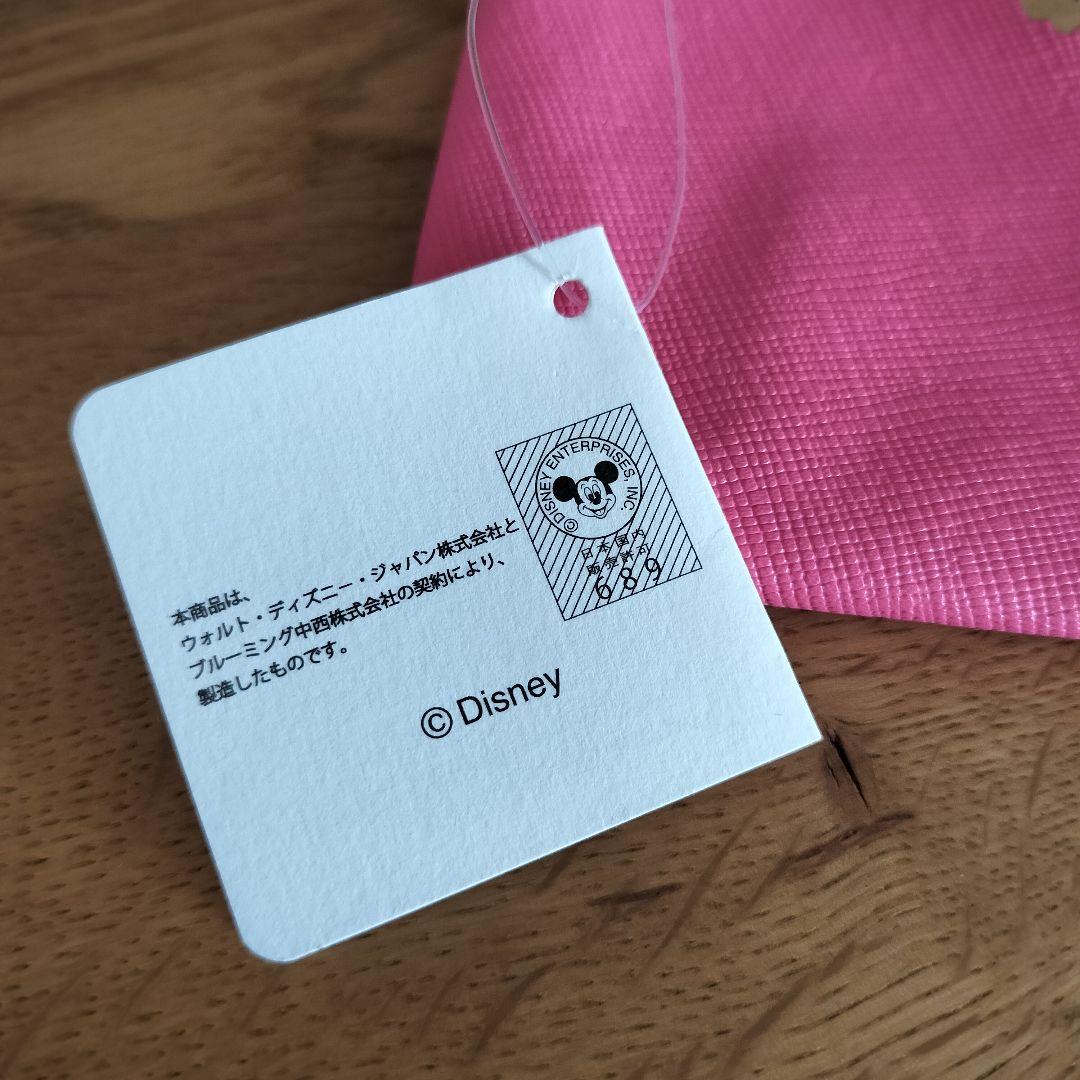 ©DISNEY ENTERPRISES, INC.
日本国内
販売許可
689
本商品は、
ウォルト・ディズニー・ジャパン株式会社と
ブルーミング中西株式会社の契約により、
製造したものです。
©Disney